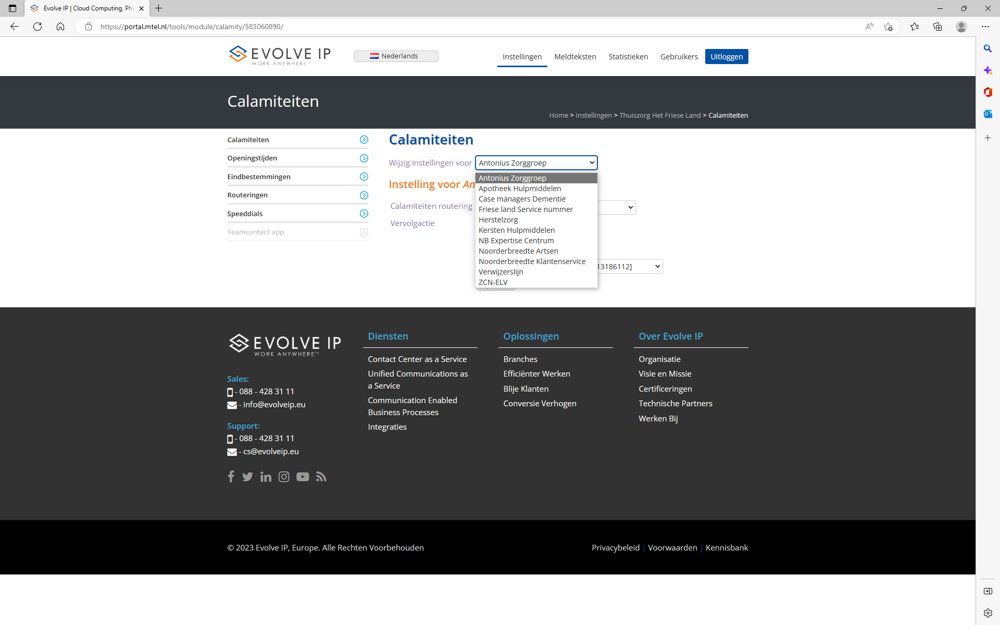 Evolve IP | Cloud Computing, Pho
https://portal.mtel.nl/tools/module/calamity/583060890/
EVOLVE IP
WORK ANYWHERE™
Nederlands
Instellingen
Meldteksten
Statistieken
Gebruikers
Uitloggen
Calamiteiten
Home > Instellingen > Thuiszorg Het Friese Land > Calamiteiten
Calamiteiten
Openingstijden
Eindbestemmingen
Routeringen
Speeddials
Teamcontact app
Calamiteiten
Wijzig instellingen voor Antonius Zorggroep
Instelling voor An
Calamiteiten routering
Vervolgactie
Antonius Zorggroep
Apotheek Hulpmiddelen
Case managers Dementie
Friese land Service nummer
Herstelzorg
Kersten Hulpmiddelen
NB Expertise Centrum
Noorderbreedte Artsen
Noorderbreedte Klantenservice
Verwijzerslijn
ZCN-ELV
13186112]
EVOLVE IP
WORK ANYWHERE™
Sales:
- 088 - 428 31 11
- info@evolveip.eu
Support:
- 088 - 428 31 11
- cs@evolveip.eu
Diensten
Contact Center as a Service
Unified Communications as
a Service
Communication Enabled
Business Processes
Integraties
Oplossingen
Branches
Efficiënter Werken
Blije Klanten
Conversie Verhogen
Over Evolve IP
Organisatie
Visie en Missie
Certificeringen
Technische Partners
Werken Bij
© 2023 Evolve IP, Europe. Alle Rechten Voorbehouden
Privacybeleid | Voorwaarden | Kennisbank